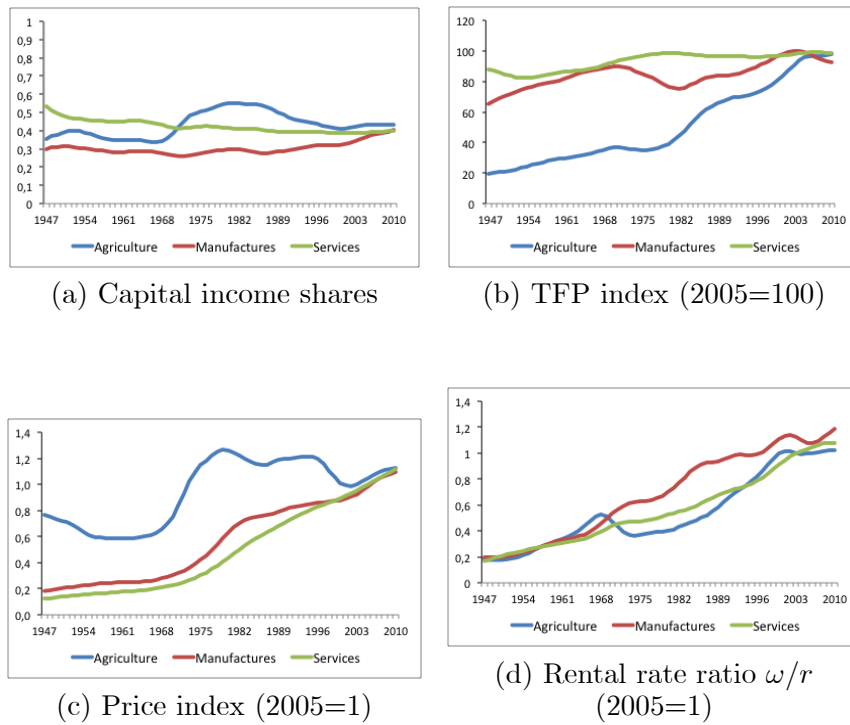 1
0,9
0,8
0,7
0,6
0,5
0,4
0,3
0,2
0,1
0
1947 1954 1961 1968 1975 1982 1989 1996 2003 2010
Agriculture Manufactures Services
(a) Capital income shares
120
100
80
60
40
20
0
1947 1954 1961 1968 1975 1982 1989 1996 2003 2010
Agriculture Manufactures Services
(b) TFP index (2005=100)
1,4
1,2
1,0
0,8
0,6
0,4
0,2
0,0
1947 1954 1961 1968 1975 1982 1989 1996 2003 2010
Agriculture Manufactures Services
(c) Price index (2005=1)
1,4
1,2
1
0,8
0,6
0,4
0,2
0
1947 1954 1961 1968 1975 1982 1989 1996 2003 2010
Agriculture Manufactures Services
(d) Rental rate ratio ω/r
(2005=1)